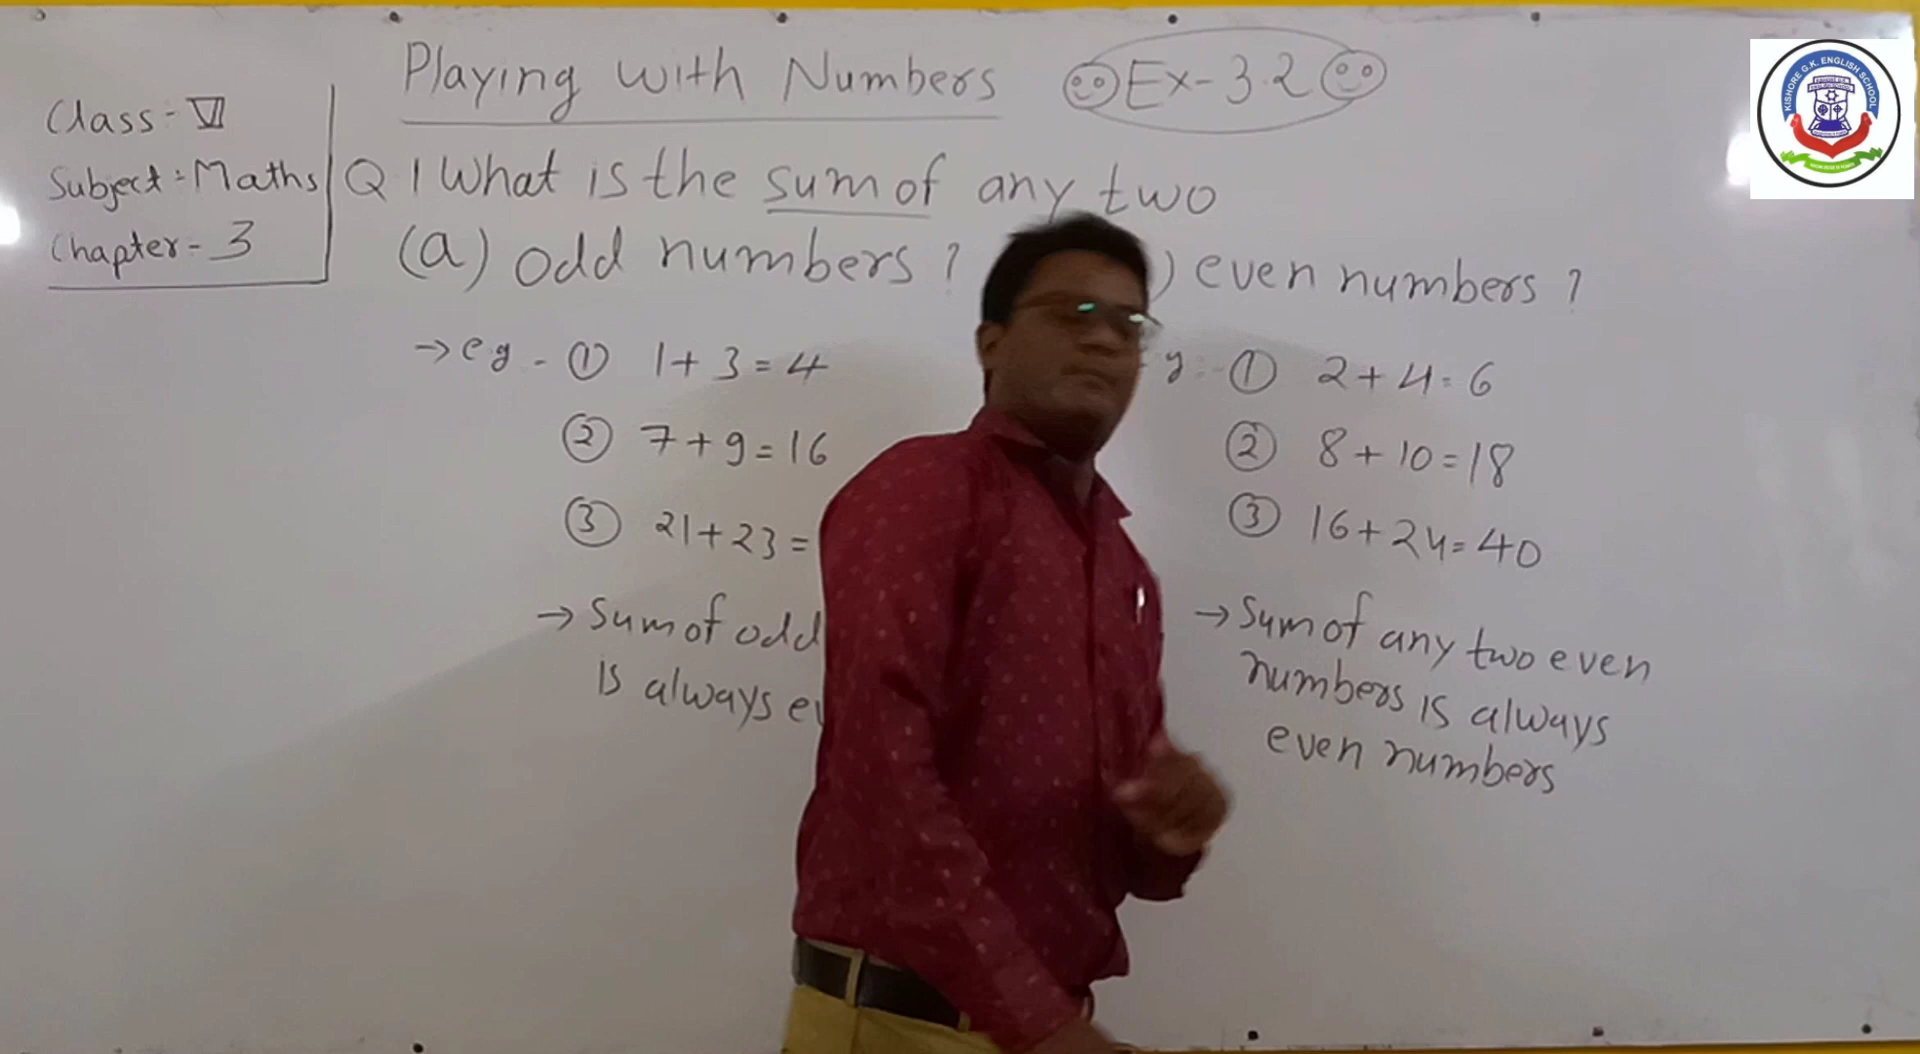 Playing with Numbers Ex-3.2
Class-VI
Subject:Maths
Chapter-3
Q.1 What is the sum of any two
(a) odd numbers?
→eg-① 1+3=4
② 7+9=16
③ 21+23=
→ Sum of odd
is always
) even numbers?
① 2+4=6
② 8+10=18
③ 16+24=40
→ Sum of any two even
numbers is always
even numbers
KISHORE G.K. ENGLISH SCHOOL